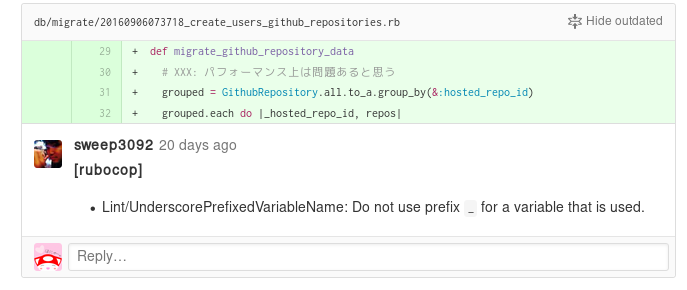 db/migrate/20160906073718_create_users_github_repositories.rb Hide outdated
29 + def migrate_github_repository_data
30 + # XXX: パフォーマンス上は問題あると思う
31 + grouped = GithubRepository.all.to_a.group_by(&:hosted_repo_id)
32 + grouped.each do |_hosted_repo_id, repos|
sweep3092 20 days ago
[rubocop]
• Lint/UnderscorePrefixedVariableName: Do not use prefix _ for a variable that is used.
Reply…